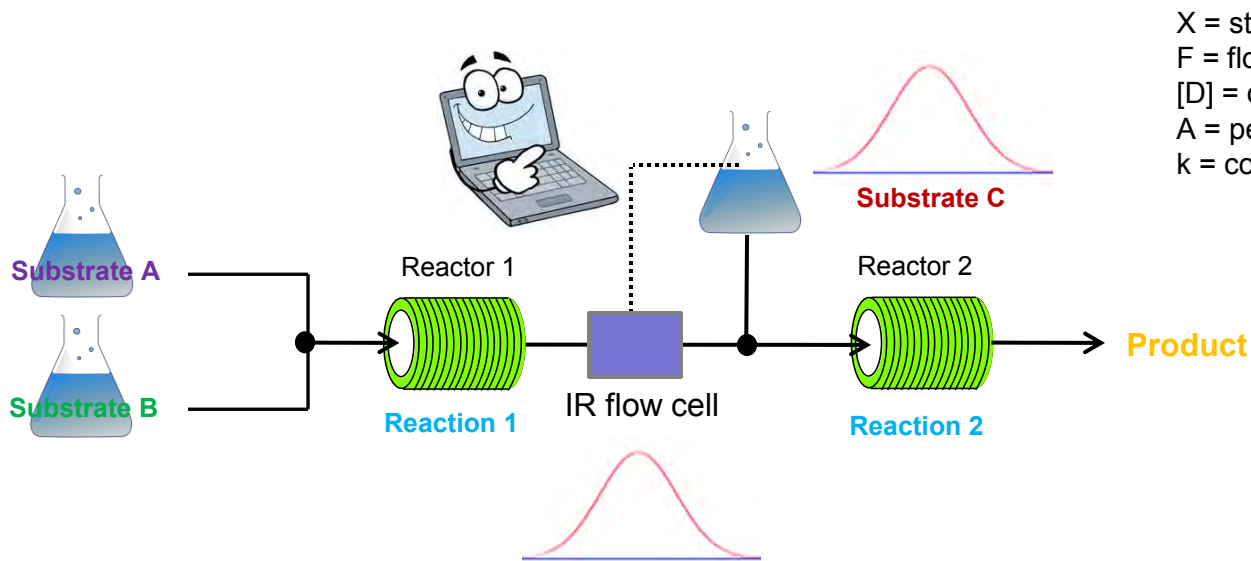 X = st
F = flo
[D] = c
A = pe
k = co
Substrate C
Substrate A
Reactor 1
Reactor 2
Product
Substrate B
IR flow cell
Reaction 1
Reaction 2